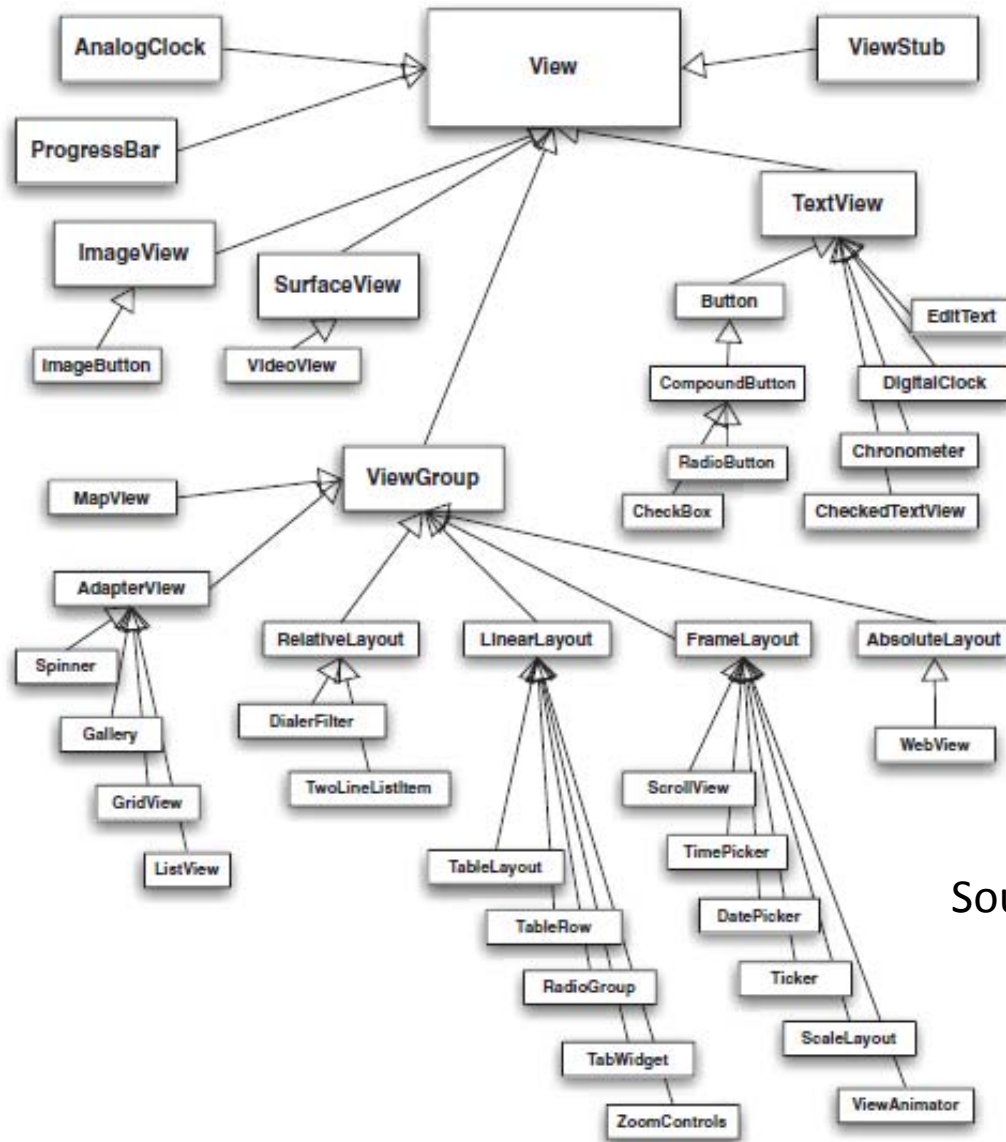 AnalogClock
View
ViewStub
ProgressBar
TextView
ImageView
SurfaceView
Button
EditText
ImageButton
VideoView
CompoundButton
DigitalClock
RadioButton
Chronometer
ViewGroup
MapView
CheckBox
CheckedTextView
AdapterView
RelativeLayout
LinearLayout
FrameLayout
AbsoluteLayout
Spinner
DialerFilter
Gallery
WebView
TwoLineListItem
ScrollView
GridView
TimePicker
ListView
TableLayout
Sou
DatePicker
TableRow
Ticker
RadioGroup
ScaleLayout
TabWidget
ViewAnimator
ZoomControls